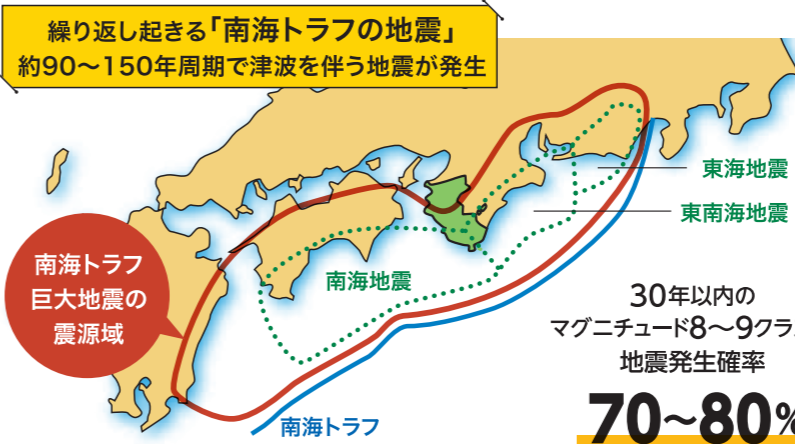 繰り返し起きる「南海トラフの地震」
約90～150年周期で津波を伴う地震が発生
東海地震
東南海地震
南海トラフ
巨大地震の
震源域
南海地震
30年以内の
マグニチュード8～9クラ
地震発生確率
70～80%
南海トラフ